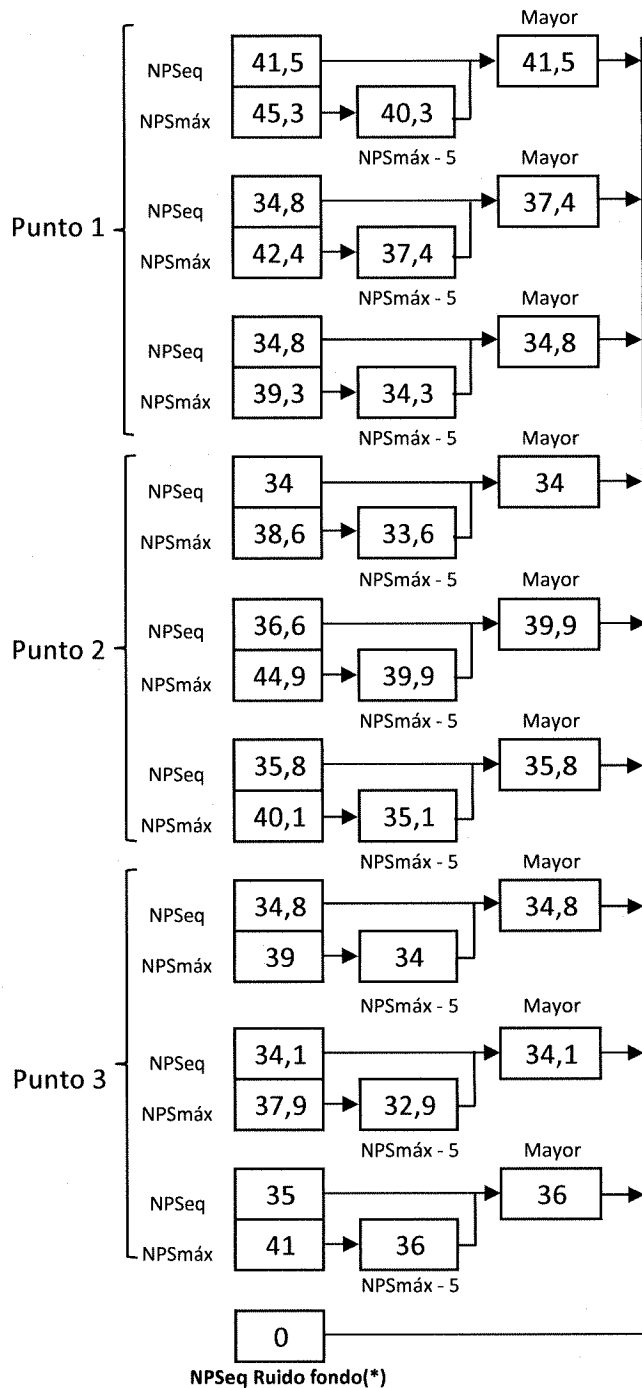 Mayor
NPSeq 41,5 41,5
NPSmáx 45,3 40,3
NPSmáx - 5
Mayor
Punto 1
NPSeq 34,8 37,4
NPSmáx 42,4 37,4
NPSmáx - 5
Mayor
NPSeq 34,8 34,8
NPSmáx 39,3 34,3
NPSmáx - 5
Mayor
NPSeq 34 34
NPSmáx 38,6 33,6
NPSmáx - 5
Mayor
Punto 2
NPSeq 36,6 39,9
NPSmáx 44,9 39,9
NPSmáx - 5
Mayor
NPSeq 35,8 35,8
NPSmáx 40,1 35,1
NPSmáx - 5
Mayor
NPSeq 34,8 34,8
NPSmáx 39 34
NPSmáx - 5
Mayor
Punto 3
NPSeq 34,1 34,1
NPSmáx 37,9 32,9
NPSmáx - 5
Mayor
NPSeq 35 36
NPSmáx 41 36
NPSmáx - 5
0
NPSeq Ruido fondo(*)